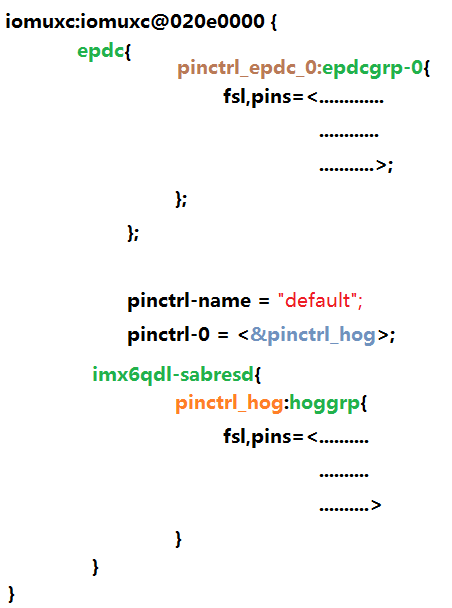 iomuxc:iomuxc@020e0000 {
epdc{
pinctrl_epdc_0:epdcgrp-0{
fsl,pins=<.............
............
...........>;
};
};
pinctrl-name = "default";
pinctrl-0 = <&pinctrl_hog>;
imx6qdl-sabresd{
pinctrl_hog:hoggrp{
fsl,pins=<..........
..........
..........>
}
}
}